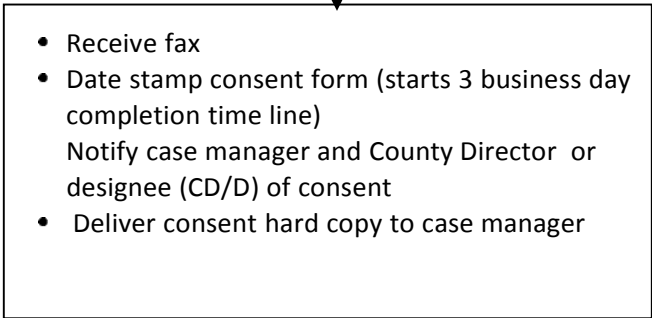 • Receive fax
• Date stamp consent form (starts 3 business day
completion time line)
Notify case manager and County Director or
designee (CD/D) of consent
• Deliver consent hard copy to case manager